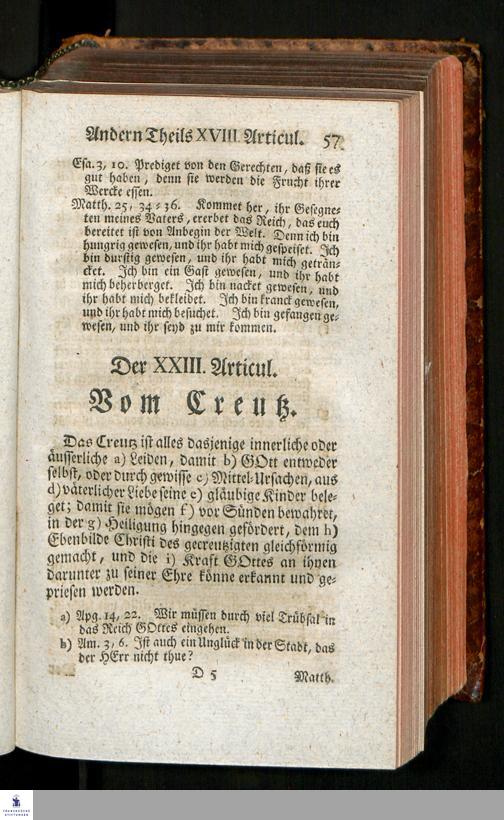 Andern Theils XVIII. Articul. 57
Esa. 3, 10. Prediget von den Gerechten, daß sie es
gut haben, denn sie werden die Frucht ihrer
Wercke essen.
Matth. 25, 34-36. Kommet her, ihr Gesegne-
ten meines Vaters, ererbet das Reich, das euch
bereitet ist von Anbegin der Welt. Denn ich bin
hungrig gewesen, und ihr habt mich gespeiset. Ich
bin durstig gewesen, und ihr habt mich geträn-
cket. Ich bin ein Gast gewesen, und ihr habt
mich beherberget. Ich bin nacket gewesen, und
ihr habt mich bekleidet. Ich bin kranck gewesen,
und ihr habt mich besuchet. Ich bin gefangen ge-
wesen, und ihr seyd zu mir kommen.
Der XXIII. Articul.
Vom Creutz.
Das Creutz ist alles dasjenige innerliche oder
äusserliche a) Leiden, damit b) GOtt entweder
selbst, oder durch gewisse c) Mittel-Ursachen, aus
d) väterlicher Liebe seine e) gläubige Kinder bele-
get; damit sie mögen f) vor Sünden bewahret,
in der g) Heiligung hingegen gefördert, dem h)
Ebenbilde Christi des gecreutzigten gleichförmig
gemacht, und die i) Kraft GOttes an ihnen
darunter zu seiner Ehre könne erkannt und ge-
priesen werden.
a) Apg. 14, 22. Wir müssen durch viel Trübsal in
das Reich GOttes eingehen.
b) Am. 3, 6. Ist auch ein Unglück in der Stadt, das
der HErr nicht thue?
D 5 Matth.
FRANCKESCHE
STIFTUNGEN